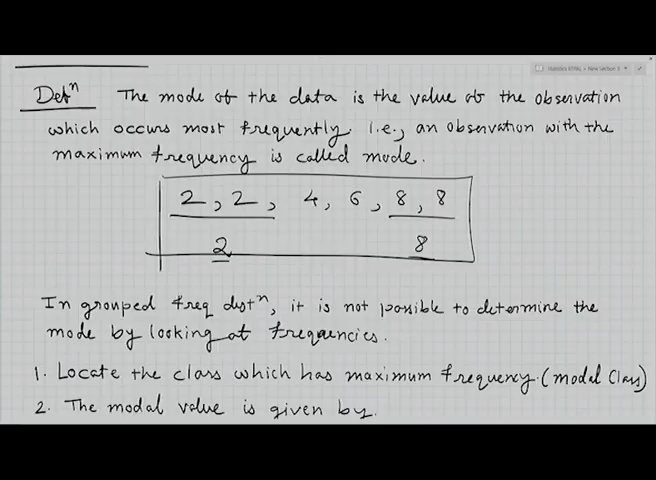 Defⁿ The mode of the data is the value of the observation
which occurs most frequently i.e., an observation with the
maximum frequency is called mode.
2, 2, 4, 6, 8, 8
2 8
In grouped freq distⁿ, it is not possible to determine the
mode by looking at frequencies.
1. Locate the class which has maximum frequency. (modal Class)
2. The modal value is given by.